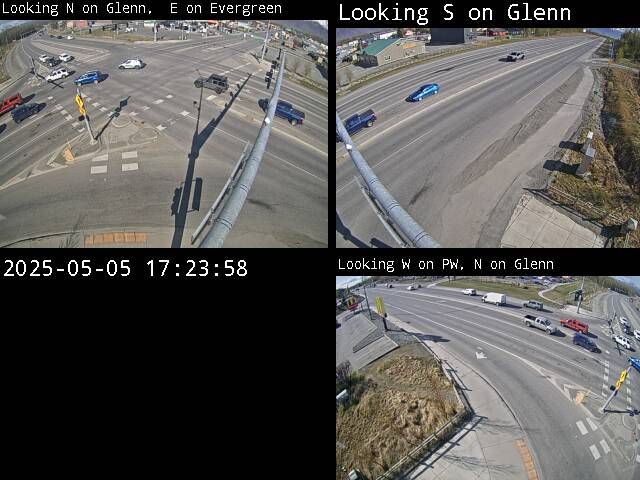 Looking N on Glenn, E on Evergreen
Looking S on Glenn
2025-05-05 17:23:58
Looking W on PW, N on Glenn